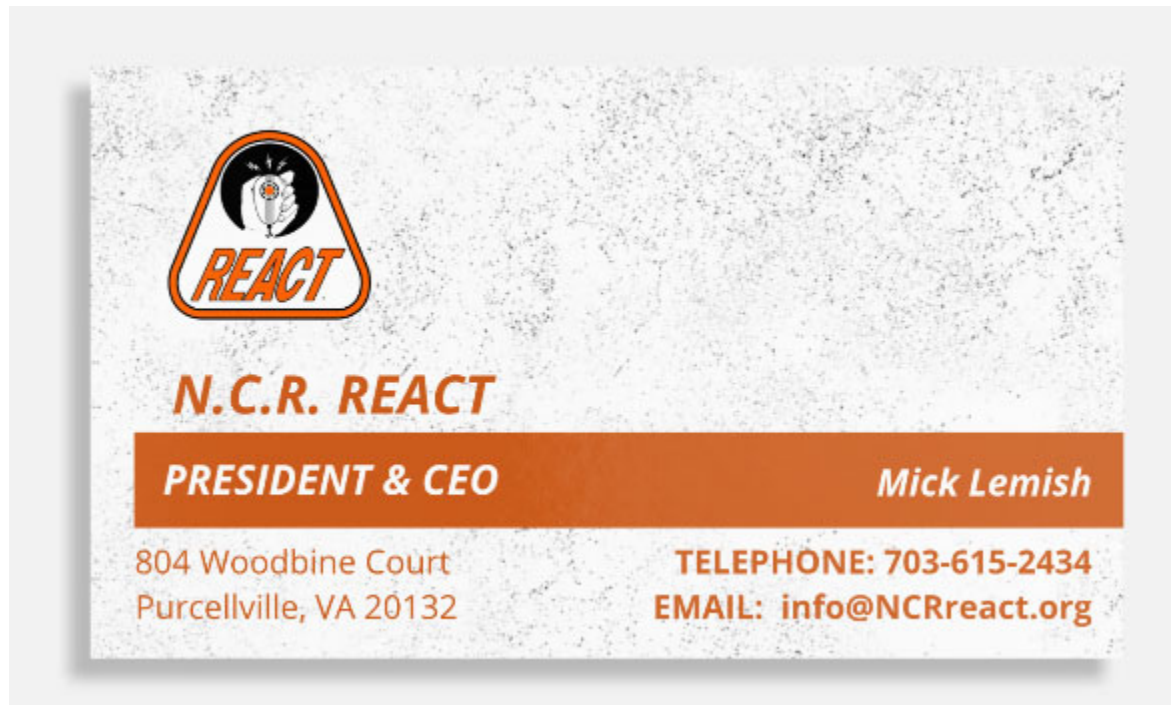 REACT
N.C.R. REACT
PRESIDENT & CEO
Mick Lemish
804 Woodbine Court
Purcellville, VA 20132
TELEPHONE: 703-615-2434
EMAIL: info@NCRreact.org